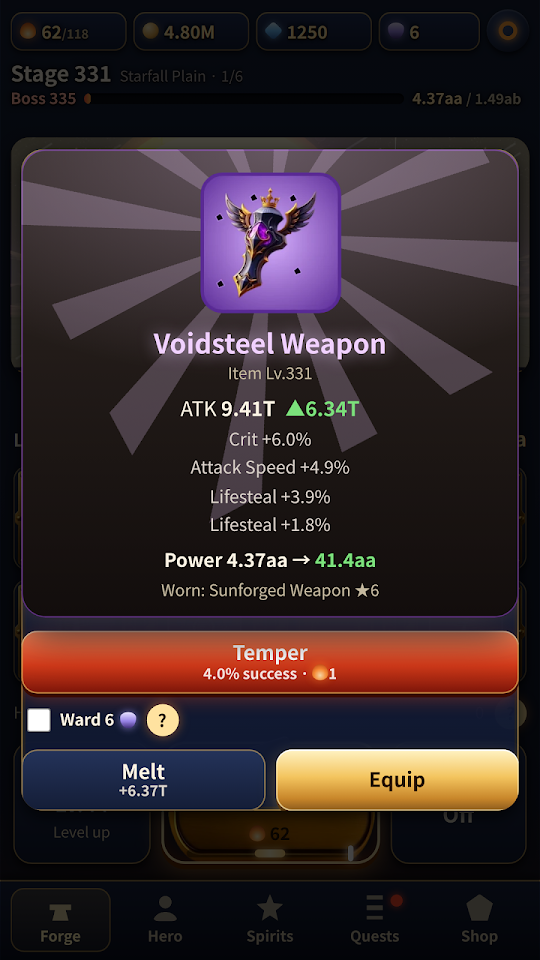 62/118
4.80M
1250
6
Stage 331 Starfall Plain · 1/6
Boss 335
4.37aa / 1.49ab
Voidsteel Weapon
Item Lv.331
ATK 9.41T ▲6.34T
Crit +6.0%
Attack Speed +4.9%
Lifesteal +3.9%
Lifesteal +1.8%
Power 4.37aa → 41.4aa
Worn: Sunforged Weapon ★6
Temper
4.0% success · 1
Ward 6
?
Melt
+6.37T
Equip
Level up
62
Off
Forge
Hero
Spirits
Quests
Shop